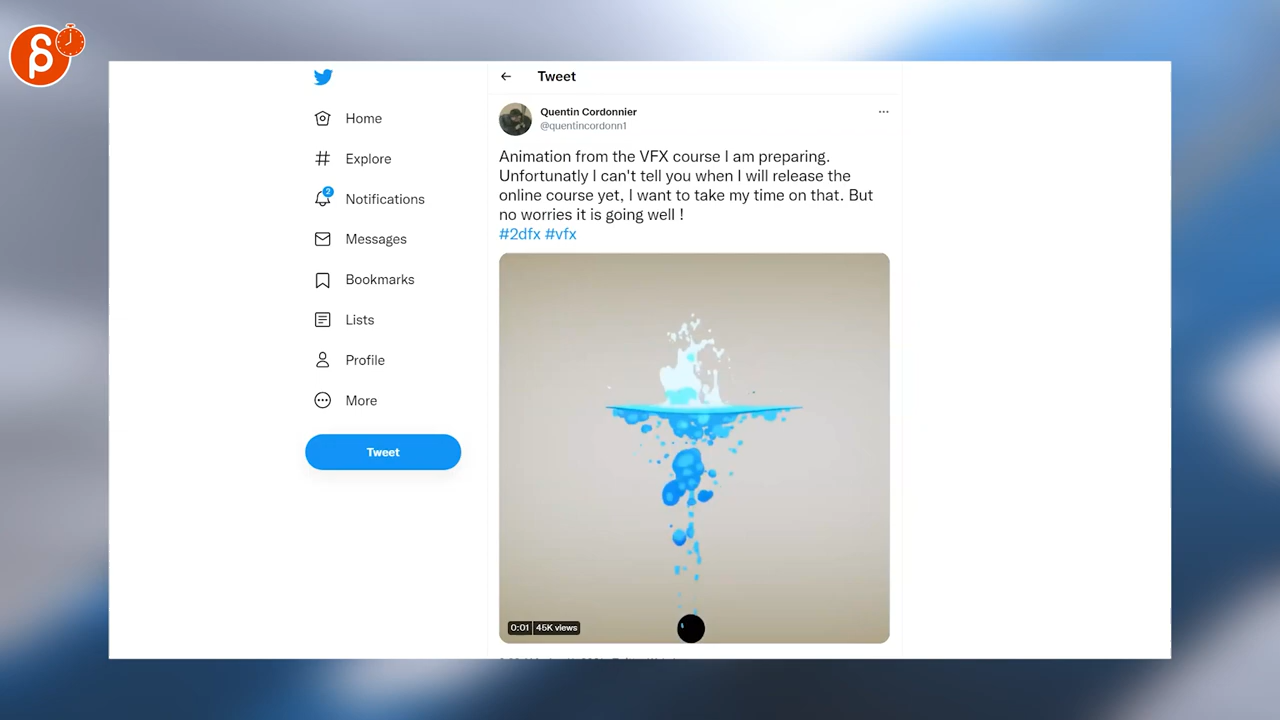 Tweet
Home
Explore
2
Notifications
Messages
Bookmarks
Lists
Profile
More
Tweet
Quentin Cordonnier
@quentincordonn1
Animation from the VFX course I am preparing.
Unfortunatly I can't tell you when I will release the
online course yet, I want to take my time on that. But
no worries it is going well !
#2dfx #vfx
0:01 45K views